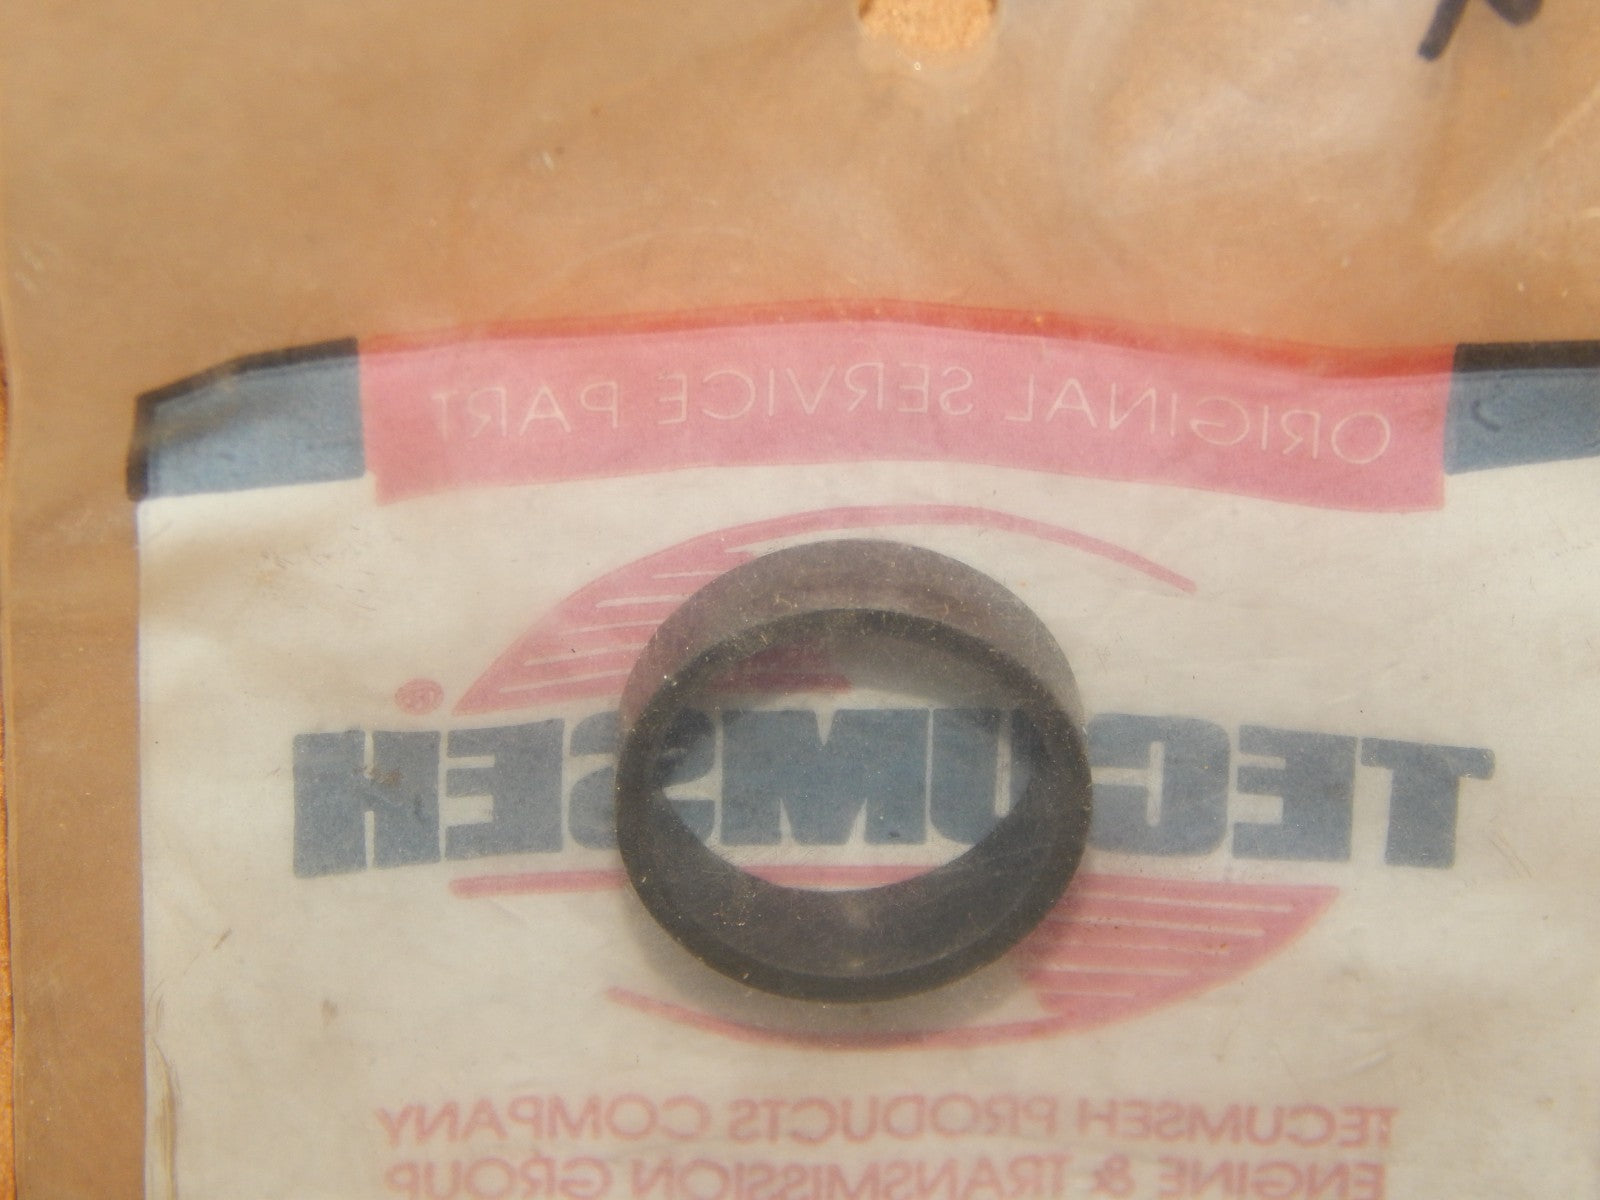 ORIGINAL SERVICE PART
TECUMSEH®
TECUMSEH PRODUCTS COMPANY
ENGINE & TRANSMISSION GROUP